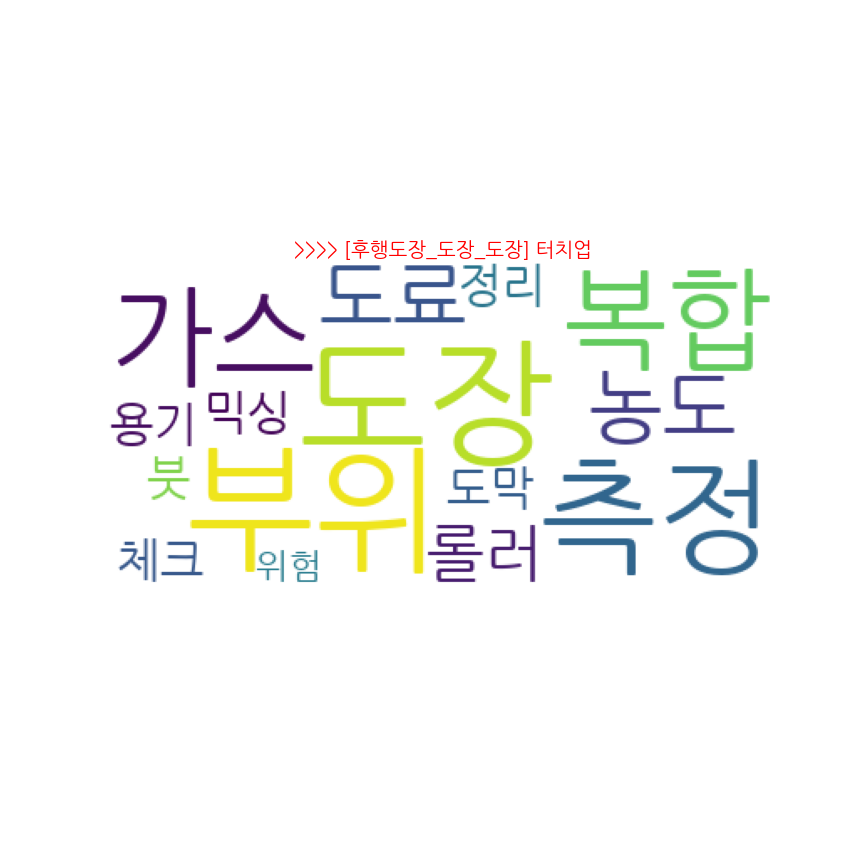 >>>> [후행도장_도장_도장] 터치업
도료 정리 복합
가스 도장
용기 믹싱 농도
붓 부위 도막 측정
체크 위험 롤러